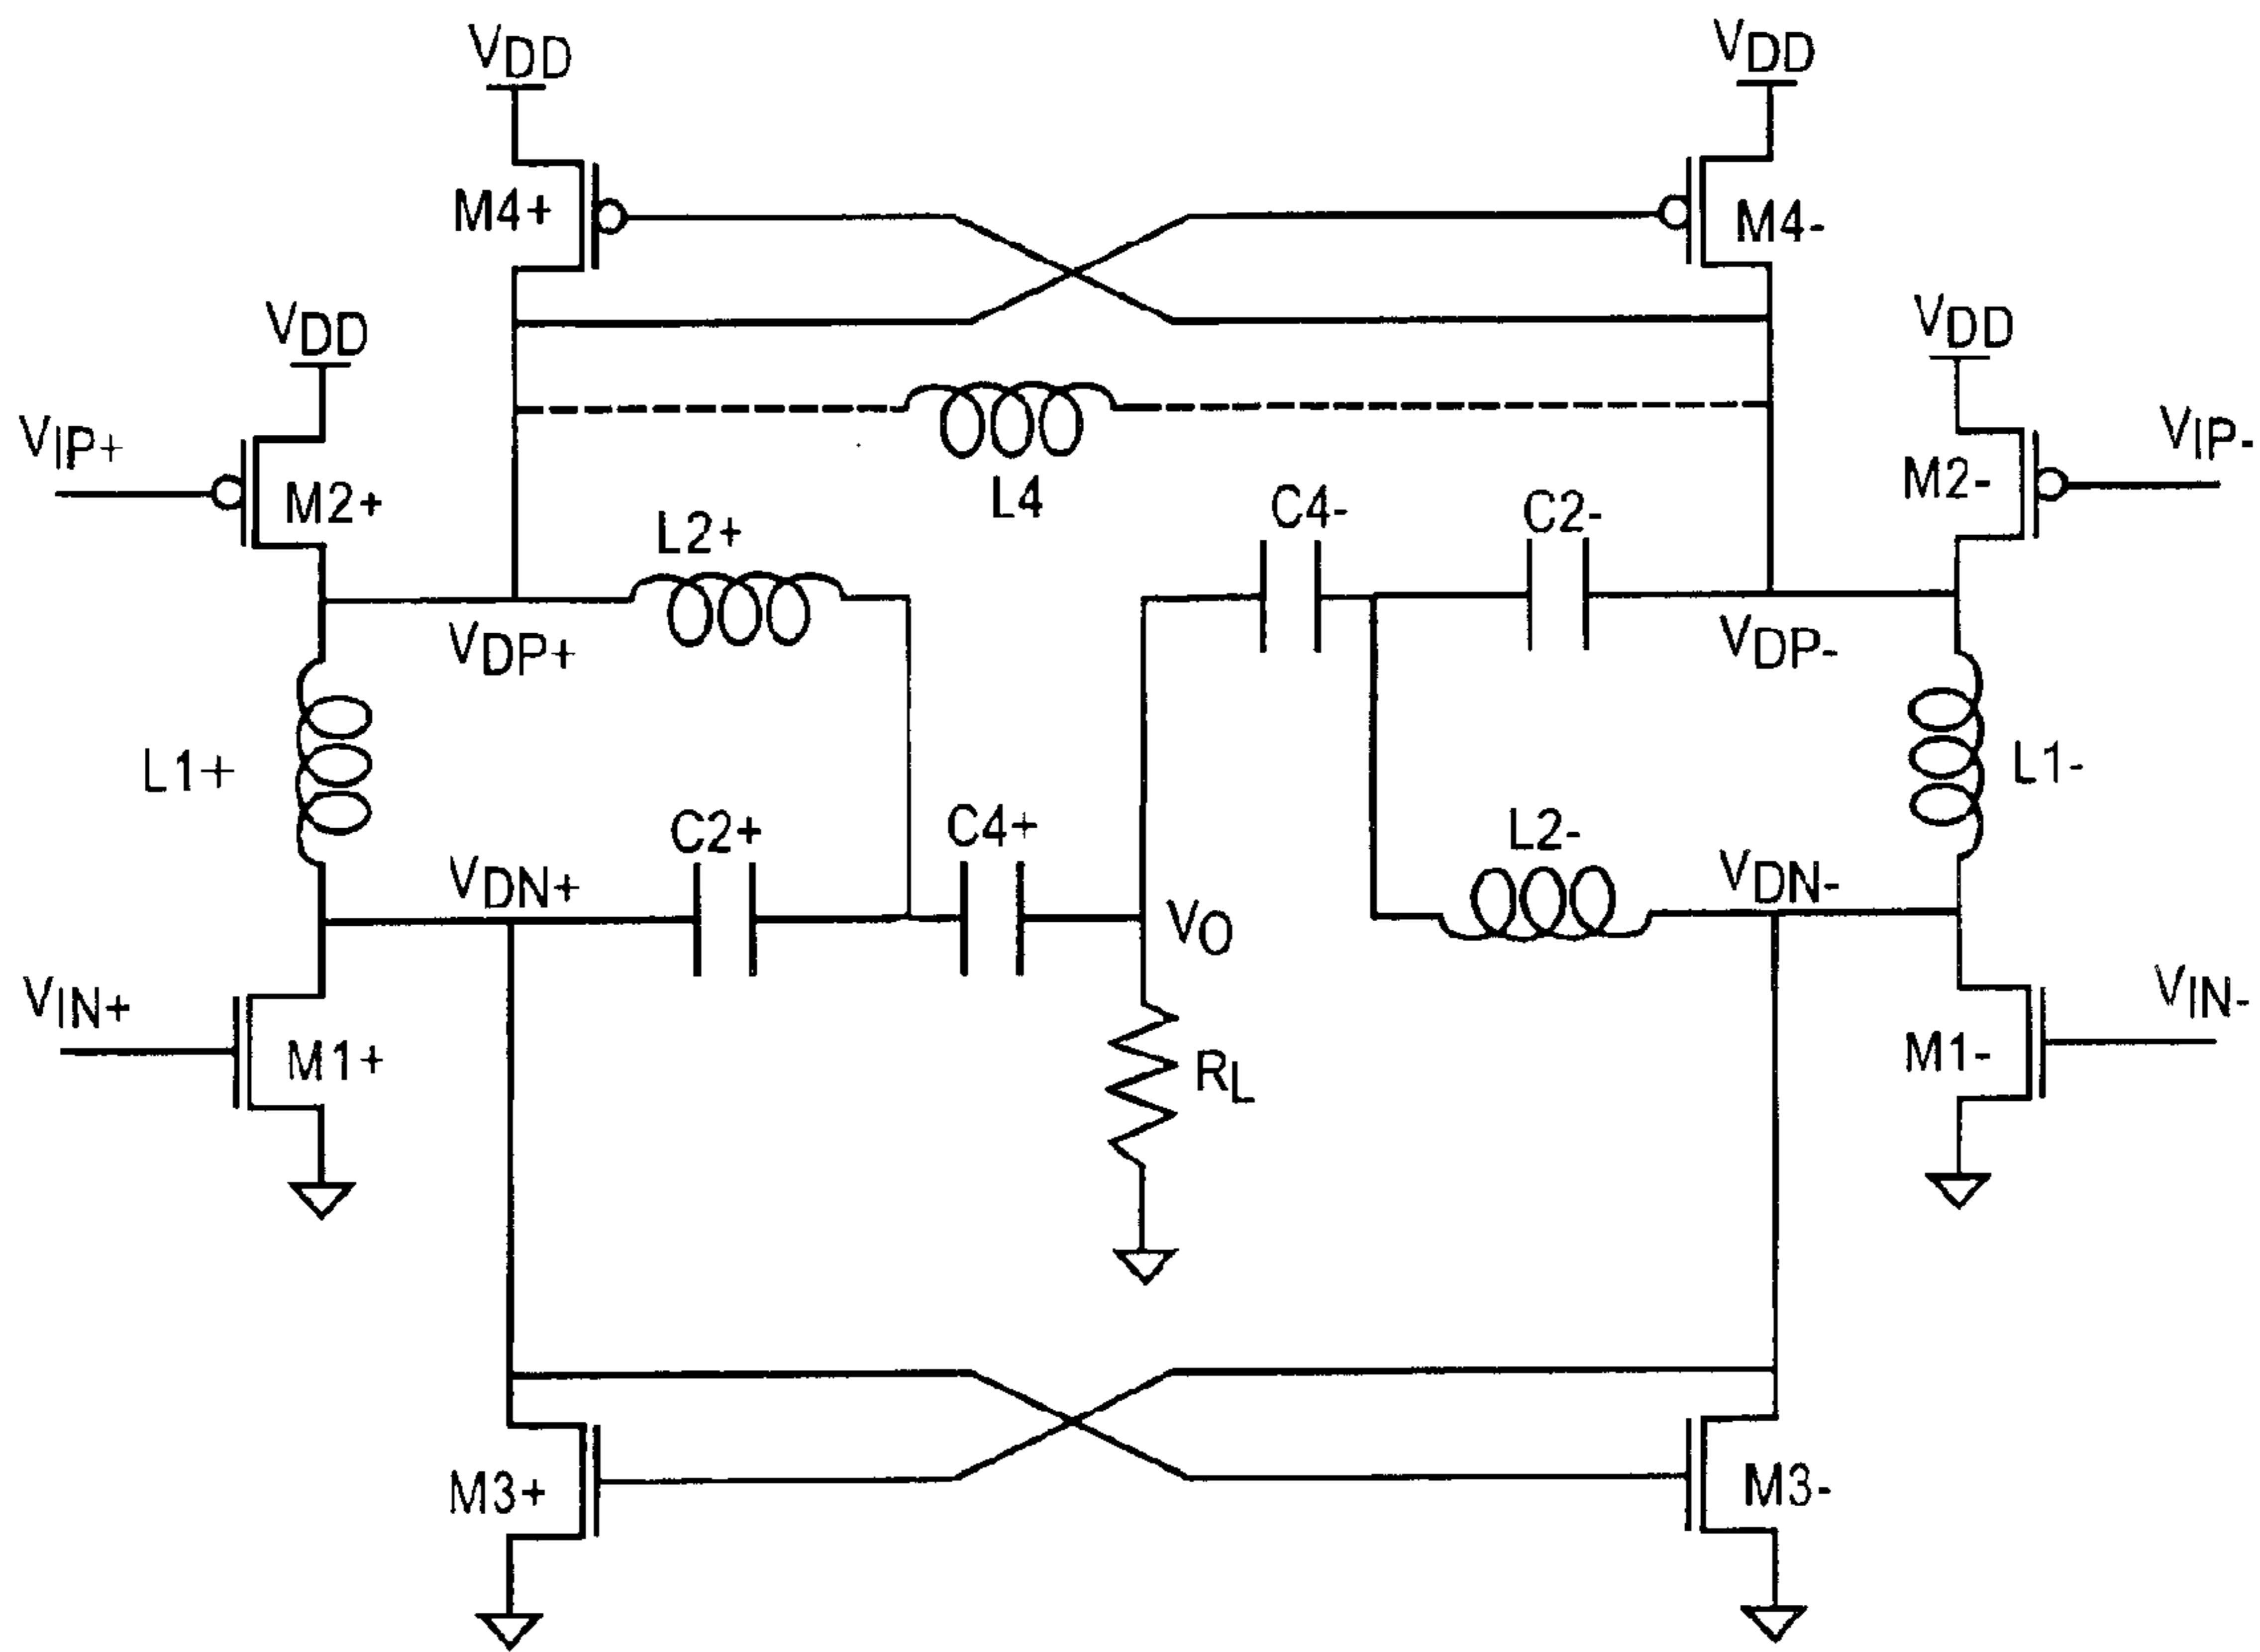 VDD
VDD
M4+
M4-
VDD
VDD
VIP+
VIP-
M2+
M2-
L4
L2+
C4-
C2-
VDP+
VDP-
L1+
L1-
C2+
C4+
L2-
VDN+
VDN-
VO
VIN+
VIN-
M1+
M1-
RL
M3+
M3-